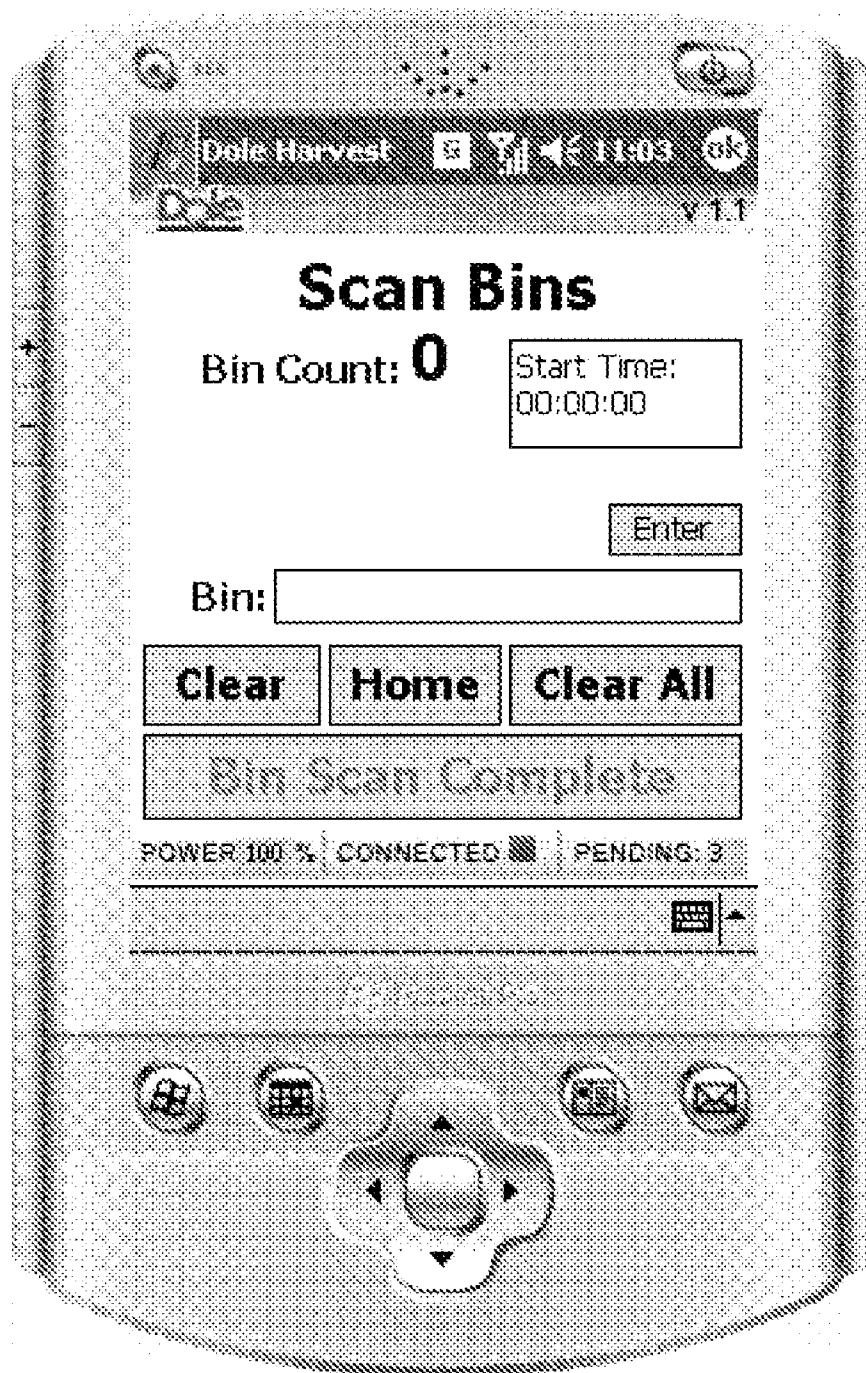 Dole Harvest G 11:03 ok
Dole v 1.1
Scan Bins
Bin Count: 0
Start Time:
00:00:00
Enter
Bin:
Clear Home Clear All
Bin Scan Complete
POWER 100 % CONNECTED PENDING: 3